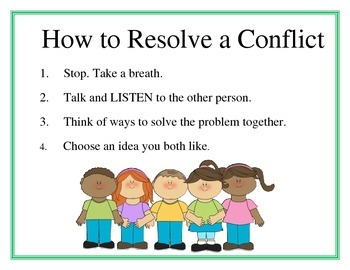 How to Resolve a Conflict
1. Stop. Take a breath.
2. Talk and LISTEN to the other person.
3. Think of ways to solve the problem together.
4. Choose an idea you both like.